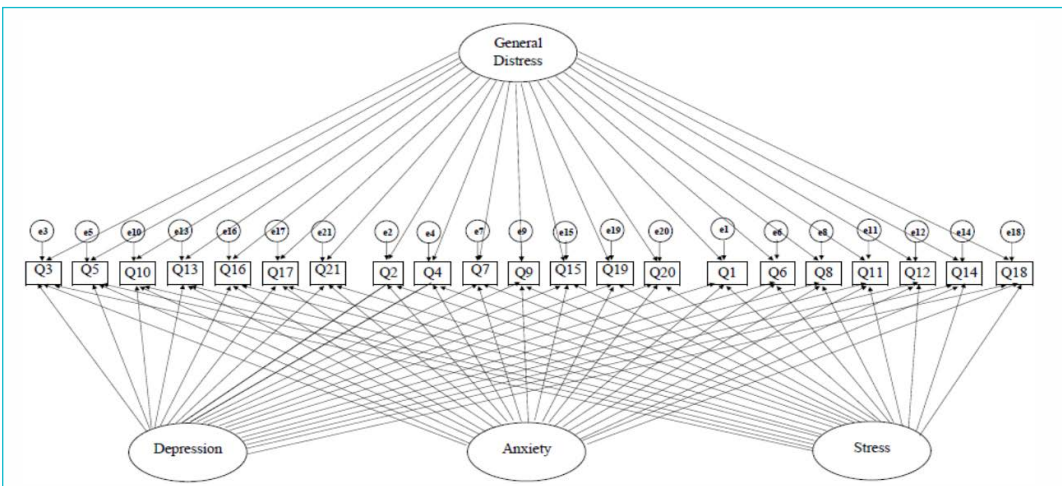 General
Distress
e3 e5 e10 e13 e16 e17 e21 e2 e4 e7 e9 e15 e19 e20 e1 e6 e8 e11 e12 e14 e18
Q3 Q5 Q10 Q13 Q16 Q17 Q21 Q2 Q4 Q7 Q9 Q15 Q19 Q20 Q1 Q6 Q8 Q11 Q12 Q14 Q18
Depression Anxiety Stress